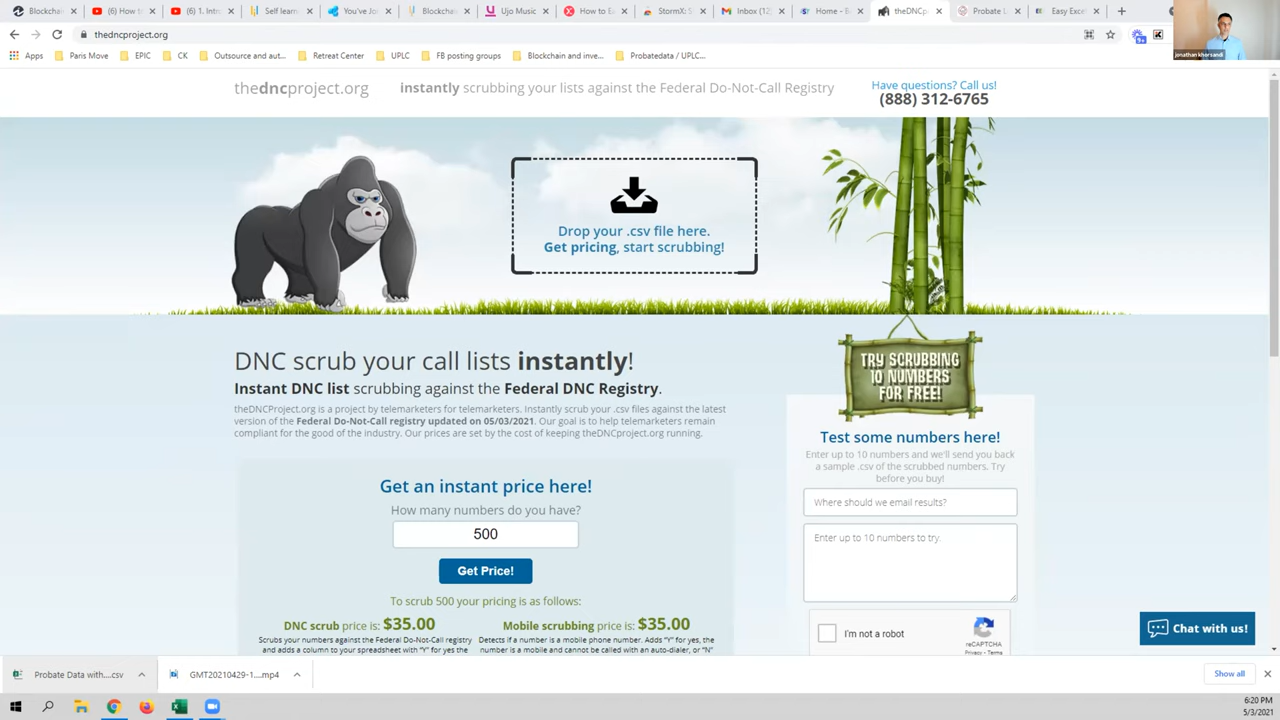 Blockchain
(6) How to
(6) 1. Intro
Self learn
You've Jo
Blockchain
Ujo Music
How to Ea
StormX: S
Inbox (12)
Home - B
theDNCp
Probate L
Easy Excel
thedncproject.org
Apps
Paris Move
EPIC
CK
Outsource and aut...
Retreat Center
UPLC
FB posting groups
Blockchain and inve...
Probatedata / UPLC...
jonathan khorsandi
thedncproject.org
instantly scrubbing your lists against the Federal Do-Not-Call Registry
Have questions? Call us!
(888) 312-6765
Drop your .csv file here.
Get pricing, start scrubbing!
DNC scrub your call lists instantly!
Instant DNC list scrubbing against the Federal DNC Registry.
theDNCProject.org is a project by telemarketers for telemarketers. Instantly scrub your .csv files against the latest
version of the Federal Do-Not-Call registry updated on 05/03/2021. Our goal is to help telemarketers remain
compliant for the good of the industry. Our prices are set by the cost of keeping theDNCproject.org running.
Get an instant price here!
How many numbers do you have?
500
Get Price!
To scrub 500 your pricing is as follows:
DNC scrub price is: $35.00
Scrubs your numbers against the Federal Do-Not-Call registry
and adds a column to your spreadsheet with "Y" for yes the
Mobile scrubbing price is: $35.00
Detects if a number is a mobile phone number. Adds "Y" for yes, the
number is a mobile and cannot be called with an auto-dialer, or "N"
TRY SCRUBBING
10 NUMBERS
FOR FREE!
Test some numbers here!
Enter up to 10 numbers and we'll send you back
a sample .csv of the scrubbed numbers. Try
before you buy!
Where should we email results?
Enter up to 10 numbers to try.
I'm not a robot
reCAPTCHA
Privacy - Terms
Chat with us!
Probate Data with....csv
GMT20210429-1....mp4
Show all
6:20 PM
5/3/2021